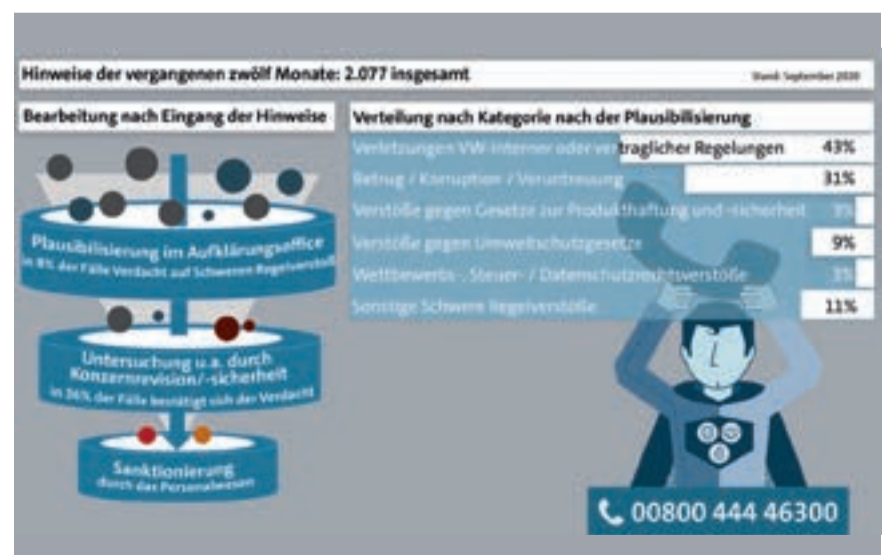 Hinweise der vergangenen zwölf Monate: 2.077 insgesamt
Stand: September 2020
Bearbeitung nach Eingang der Hinweise
Verteilung nach Kategorie nach der Plausibilisierung
Verletzungen VW-interner oder vertraglicher Regelungen 43%
Betrug / Korruption / Veruntreuung 31%
Verstöße gegen Gesetze zur Produkthaftung und -sicherheit 3%
Verstöße gegen Umweltschutzgesetze 9%
Wettbewerbs-, Steuer- / Datenschutzrechtsverstöße 3%
Sonstige Schwere Regelverstöße 11%
Plausibilisierung im Aufklärungsoffice
in 8% der Fälle Verdacht auf Schweren Regelverstoß
Untersuchung u.a. durch
Konzernrevision/-sicherheit
in 36% der Fälle bestätigt sich der Verdacht
Sanktionierung
durch das Personalwesen
00800 444 46300